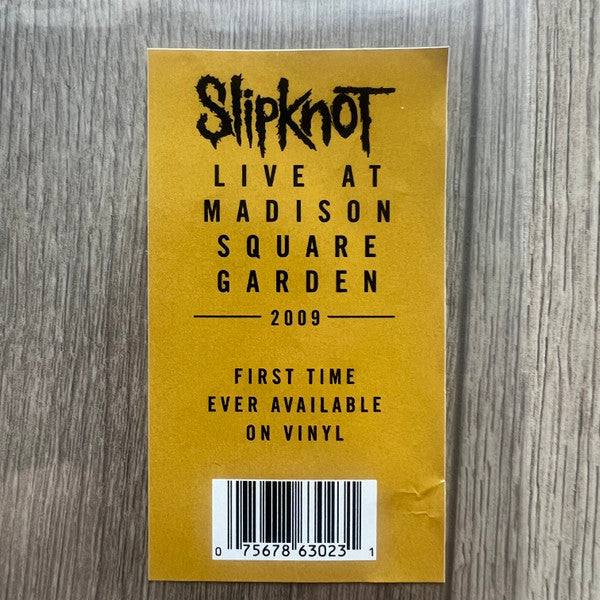 SlipKnoT
LIVE AT
MADISON
SQUARE
GARDEN
2009
FIRST TIME
EVER AVAILABLE
ON VINYL
0 75678 63023 1